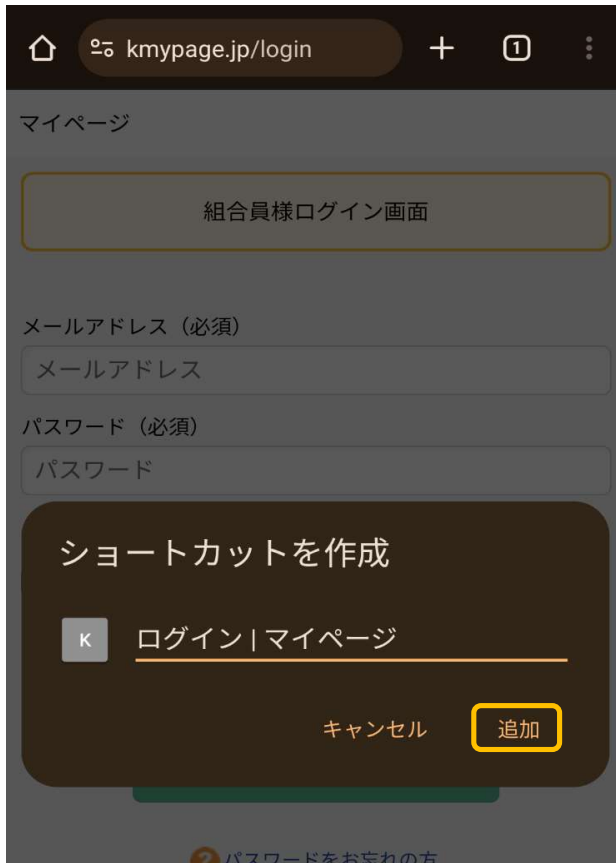 kmypage.jp/login
1
マイページ
組合員様ログイン画面
メールアドレス（必須）
メールアドレス
パスワード（必須）
パスワード
ショートカットを作成
K
ログイン | マイページ
キャンセル
追加
?パスワードをお忘れの方